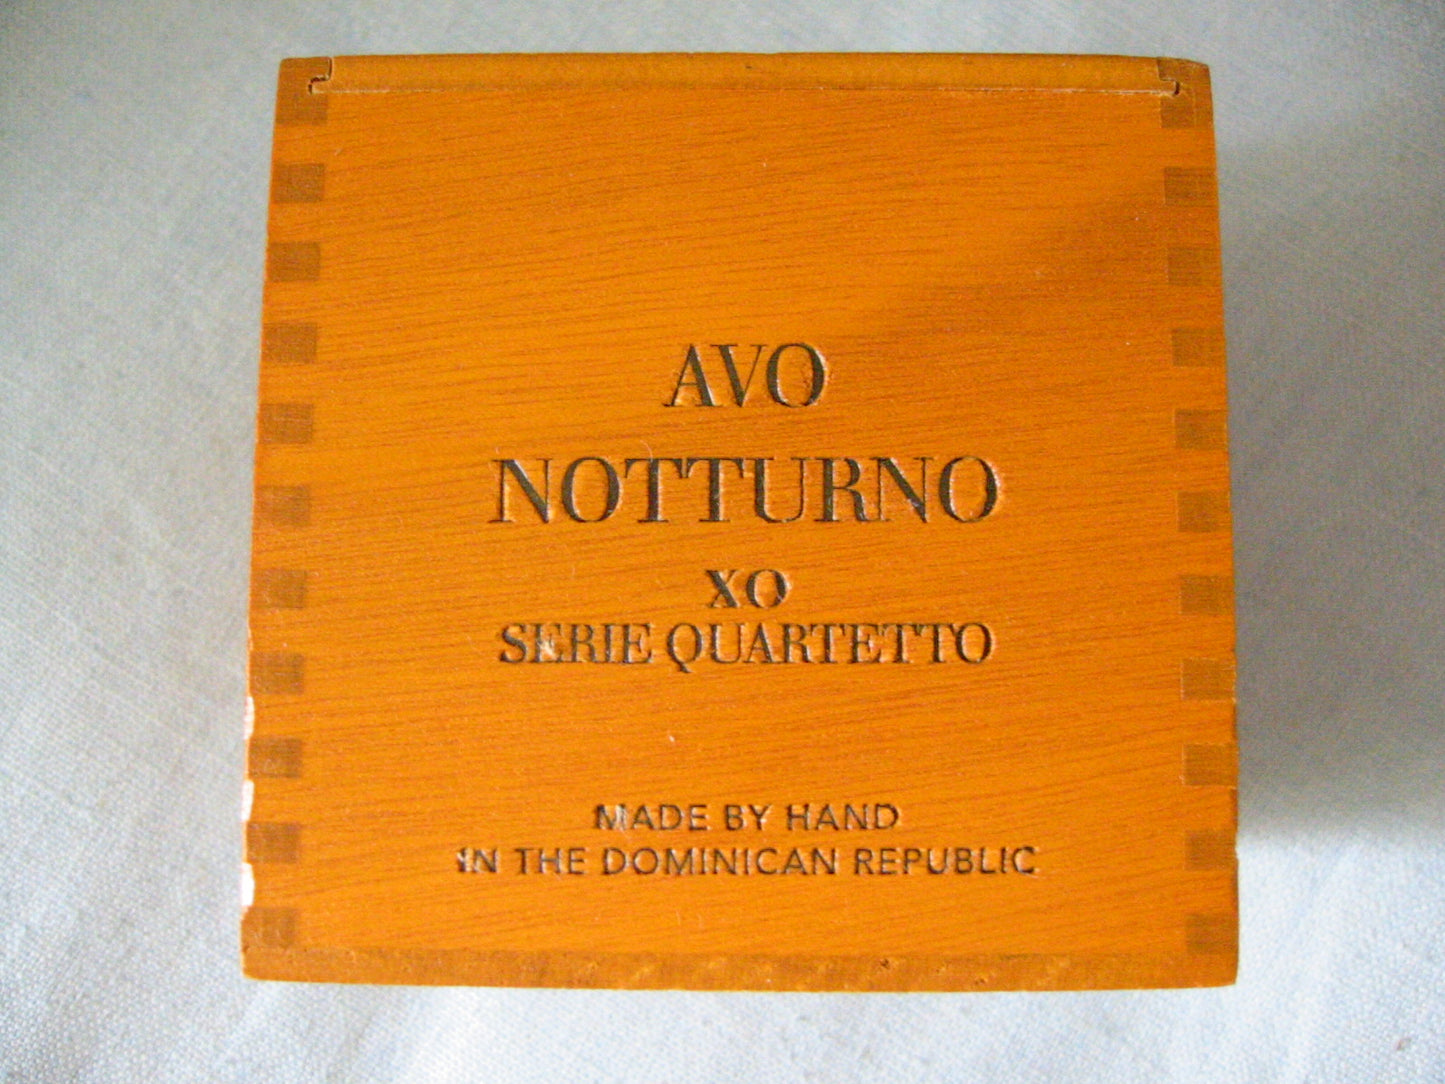 AVO
NOTTURNO
XO
SERIE QUARTETTO
MADE BY HAND
IN THE DOMINICAN REPUBLIC